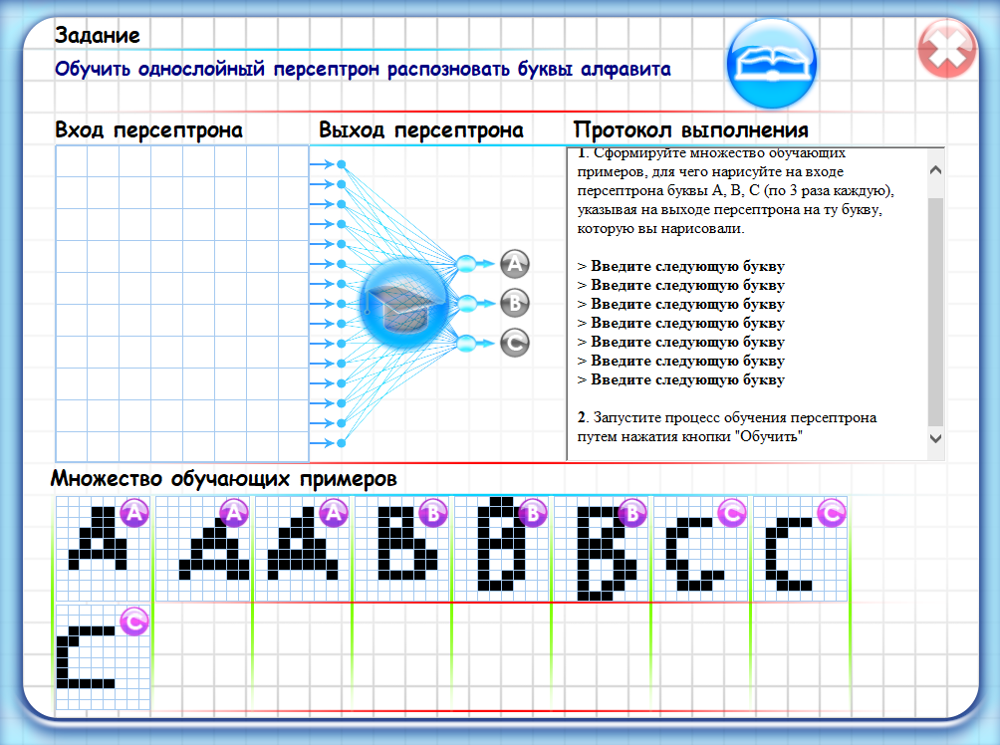 Задание
Обучить однослойный персептрон распозновать буквы алфавита
Вход персептрона
Выход персептрона
Протокол выполнения
1. Сформируйте множество обучающих
примеров, для чего нарисуйте на входе
персептрона буквы A, B, C (по 3 раза каждую),
указывая на выходе персептрона на ту букву,
которую вы нарисовали.
> Введите следующую букву
> Введите следующую букву
> Введите следующую букву
> Введите следующую букву
> Введите следующую букву
> Введите следующую букву
> Введите следующую букву
2. Запустите процесс обучения персептрона
путем нажатия кнопки "Обучить"
A
B
C
Множество обучающих примеров
A A A B B B C C
C